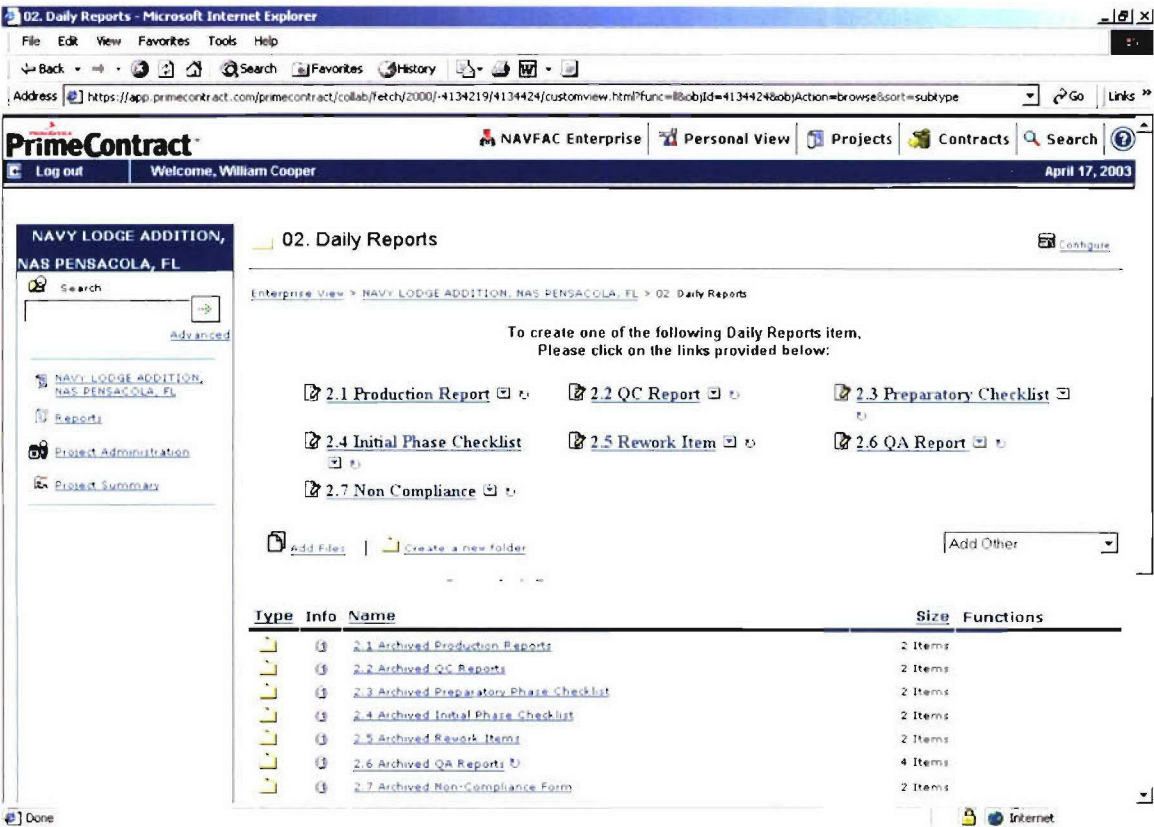 02. Daily Reports - Microsoft Internet Explorer
File Edit View Favorites Tools Help
Back Search Favorites History
Address https://app.primecontract.com/primecontract/collab/fetch/2000/-4134219/4134424/customview.html?func=ll&objId=4134424&objAction=browse&sort=subtype Go Links »
PrimeContract NAVFAC Enterprise Personal View Projects Contracts Search ?
Log out Welcome, William Cooper April 17, 2003
NAVY LODGE ADDITION,
NAS PENSACOLA, FL
02. Daily Reports Configure
Search
Advanced
NAVY LODGE ADDITION,
NAS PENSACOLA, FL
Reports
Project Administration
Project Summary
Enterprise View > NAVY LODGE ADDITION, NAS PENSACOLA, FL > 02 Daily Reports
To create one of the following Daily Reports item,
Please click on the links provided below:
2.1 Production Report 2.2 QC Report 2.3 Preparatory Checklist
2.4 Initial Phase Checklist 2.5 Rework Item 2.6 QA Report
2.7 Non Compliance
Add Files | Create a new folder Add Other
Type Info Name Size Functions
2.1 Archived Production Reports 2 Items
2.2 Archived QC Reports 2 Items
2.3 Archived Preparatory Phase Checklist 2 Items
2.4 Archived Initial Phase Checklist 2 Items
2.5 Archived Rework Items 2 Items
2.6 Archived QA Reports 4 Items
2.7 Archived Non-Compliance Form 2 Items
Done Internet